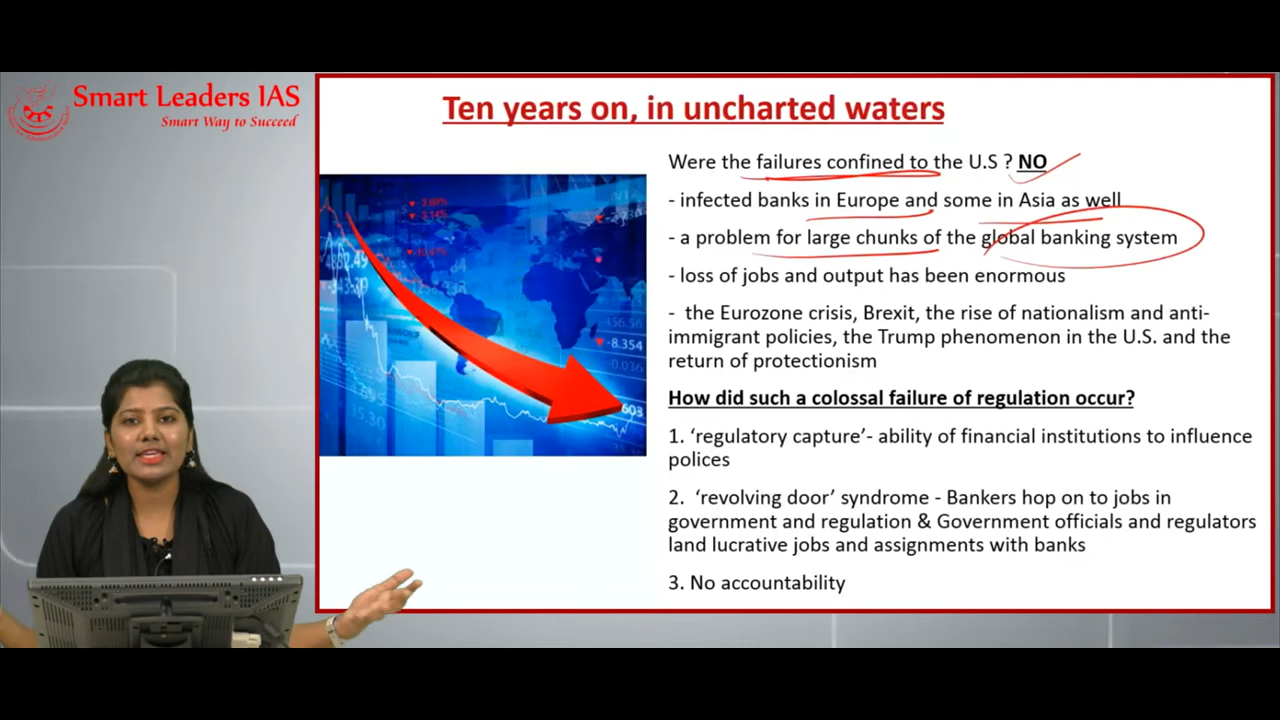 Smart Leaders IAS
Smart Way to Succeed
Ten years on, in uncharted waters
Were the failures confined to the U.S ? NO
- infected banks in Europe and some in Asia as well
- a problem for large chunks of the global banking system
- loss of jobs and output has been enormous
- the Eurozone crisis, Brexit, the rise of nationalism and anti-
immigrant policies, the Trump phenomenon in the U.S. and the
return of protectionism
How did such a colossal failure of regulation occur?
1. ‘regulatory capture’- ability of financial institutions to influence
polices
2. ‘revolving door’ syndrome - Bankers hop on to jobs in
government and regulation & Government officials and regulators
land lucrative jobs and assignments with banks
3. No accountability
-8.354